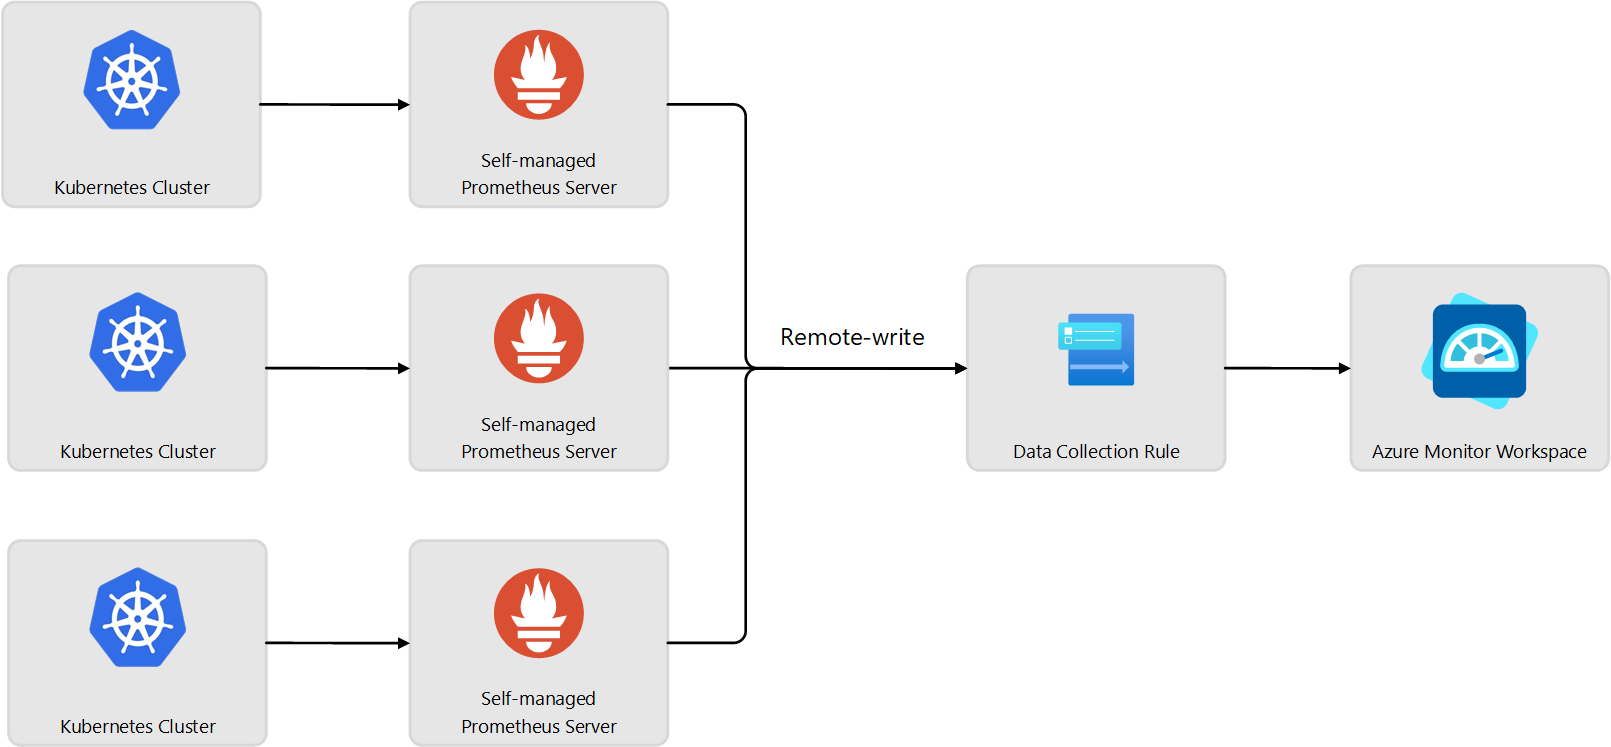 Kubernetes Cluster
Self-managed
Prometheus Server
Kubernetes Cluster
Self-managed
Prometheus Server
Remote-write
Data Collection Rule
Azure Monitor Workspace
Kubernetes Cluster
Self-managed
Prometheus Server